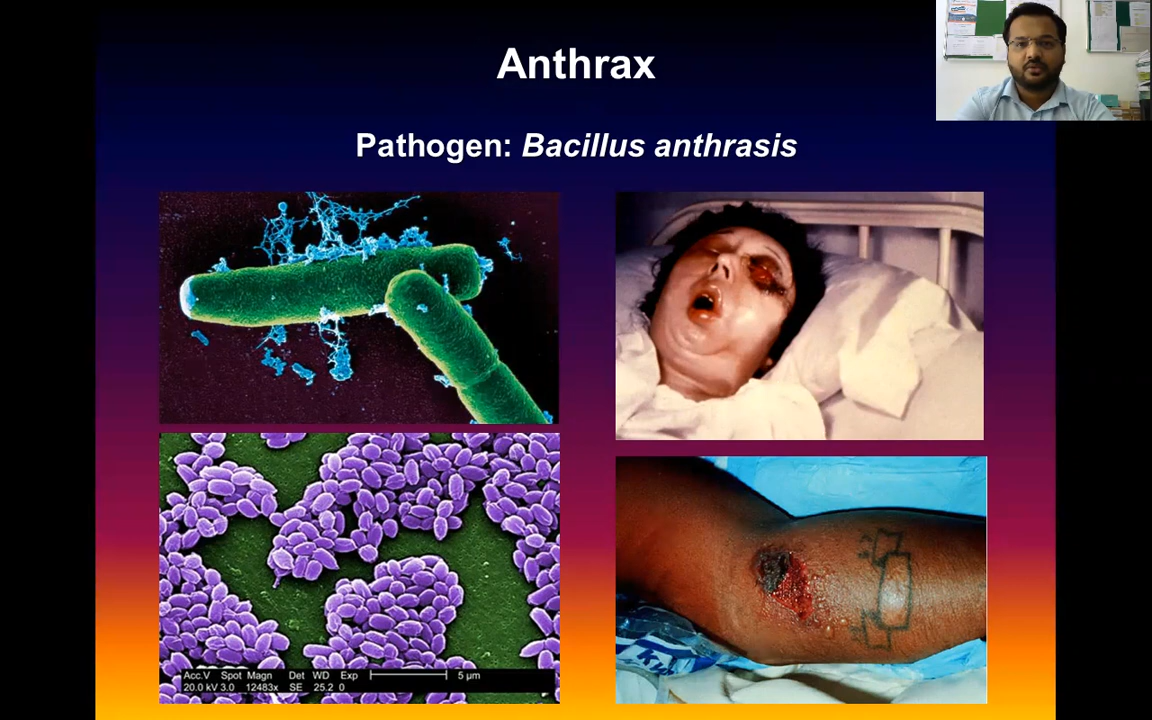 Anthrax
Pathogen: Bacillus anthrasis
Acc.V Spot Magn Det WD Exp 5 µm
20.0 kV 3.0 12483x SE 25.2 0